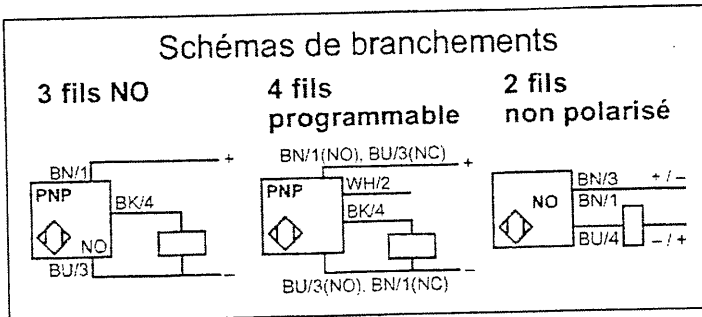 Schémas de branchements
3 fils NO
BN/1
+
PNP
BK/4
NO
BU/3
–
4 fils
programmable
BN/1(NO), BU/3(NC)
+
PNP
WH/2
BK/4
–
BU/3(NO), BN/1(NC)
2 fils
non polarisé
NO
BN/3
+ / –
BN/1
BU/4
– / +